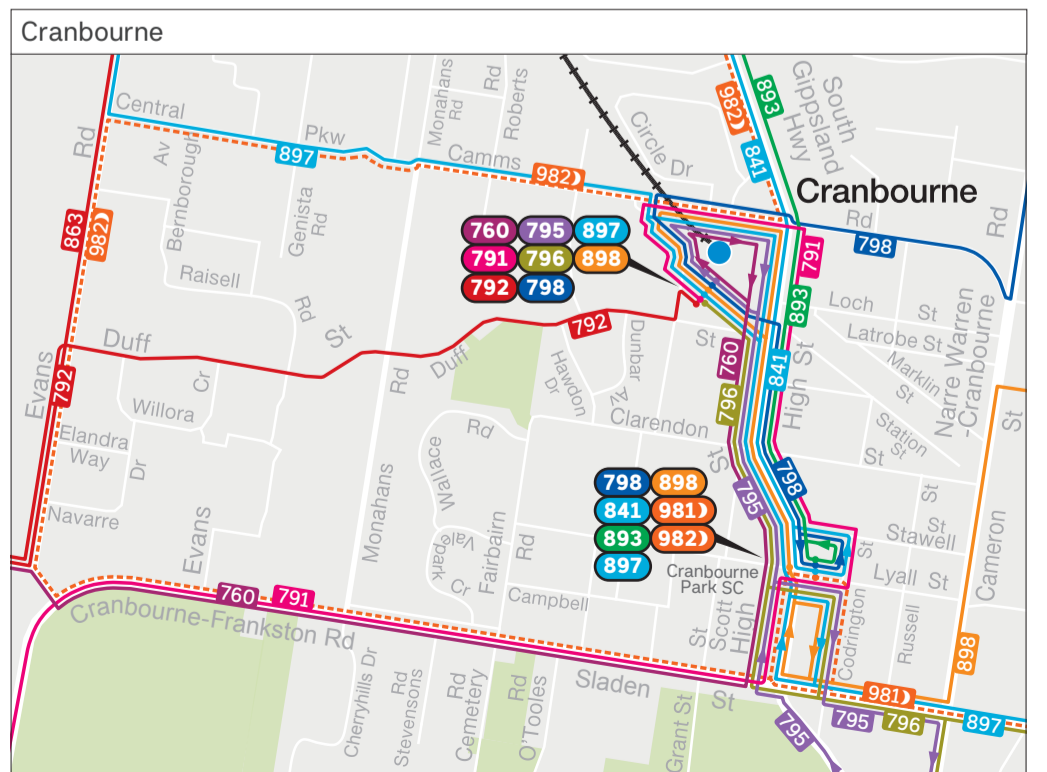 Cranbourne
Central
Pkw
Av
Bernborough
Genista
Rd
Raisell
Rd
Monahans
Rd
Rd
Roberts
Camms
Circle Dr
South
Gippsland
Hwy
Cranbourne
Rd
Rd
897
982
982
893
841
863
982
760 795 897
791 796 898
792 798
798
791
893
Loch
St
Latrobe St
Marklin
St
Narre Warren
-Cranbourne
Rd
Duff
St
Duff
792
792
Evans
Cr
Willora
Elandra
Way
Dr
Navarre
Evans
Rd
Monahans
Rd
Wallace
Valepark
Cr
Fairbairn
Rd
Campbell
Hawdon
Dr
Dunbar
Av
Clarendon
St
St
760
796
841
High St
Station
St
St
St
St
Stawell
St
Lyall St
Cameron
St
798
795
798 898
841 981
893 982
897
Cranbourne
Park SC
St
Scott
High
Codrington
Russell
898
760 791
Cranbourne-Frankston Rd
Sladen
St
Cherryhills Dr
Stevensons
Rd
Cemetery
Rd
O'Tooles
Rd
Grant St
795
795
796
981
897